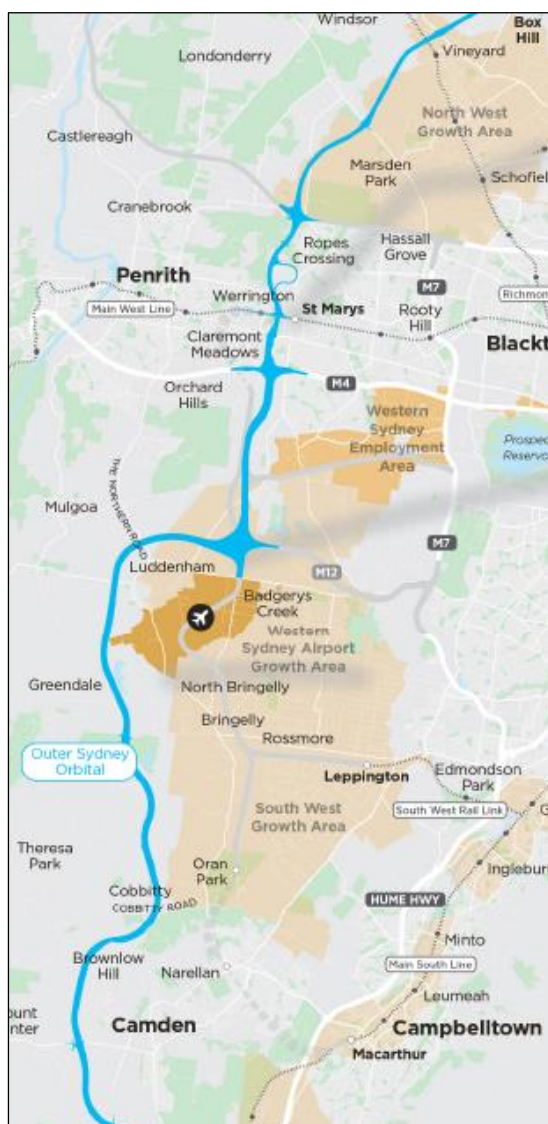 Windsor
Box
Hill
Vineyard
Londonderry
North West
Growth Area
Castlereagh
Marsden
Park
Schofiel
Cranebrook
Ropes
Crossing
Hassall
Grove
Penrith
M7
Werrington
Richmon
Main West Line
St Marys
Rooty
Hill
Claremont
Meadows
Blackt
M4
Orchard
Hills
Western
Sydney
Employment
Area
Prospec
Reservo
THE NORTHERN ROAD
Mulgoa
M7
Luddenham
M12
Badgerys
Creek
Western
Sydney Airport
Growth Area
Greendale
North Bringelly
Bringelly
Rossmore
Outer Sydney
Orbital
Leppington
Edmondson
Park
South West
Growth Area
South West Rail Link
G
Theresa
Park
Oran
Park
Ingleburn
Cobbitty
COBBITTY ROAD
HUME HWY
Minto
Brownlow
Hill
Narellan
Main South Line
Leumeah
ount
nter
Camden
Campbelltown
Macarthur